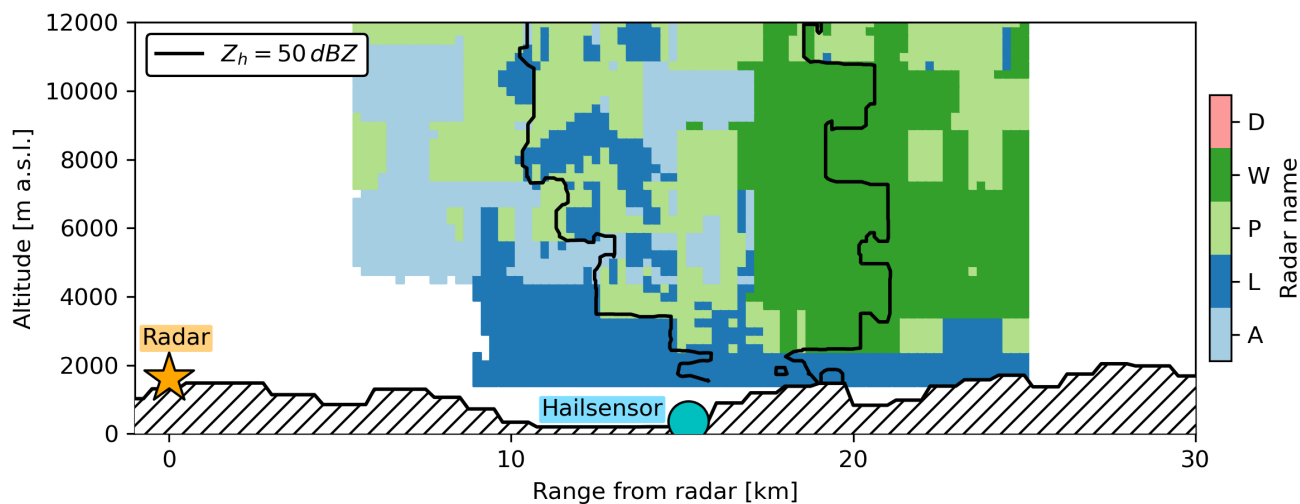 12000
10000
8000
6000
4000
2000
0
Altitude [m a.s.l.]
Z_h = 50 dBZ
Radar
Hailsensor
0
10
20
30
Range from radar [km]
D
W
P
L
A
Radar name